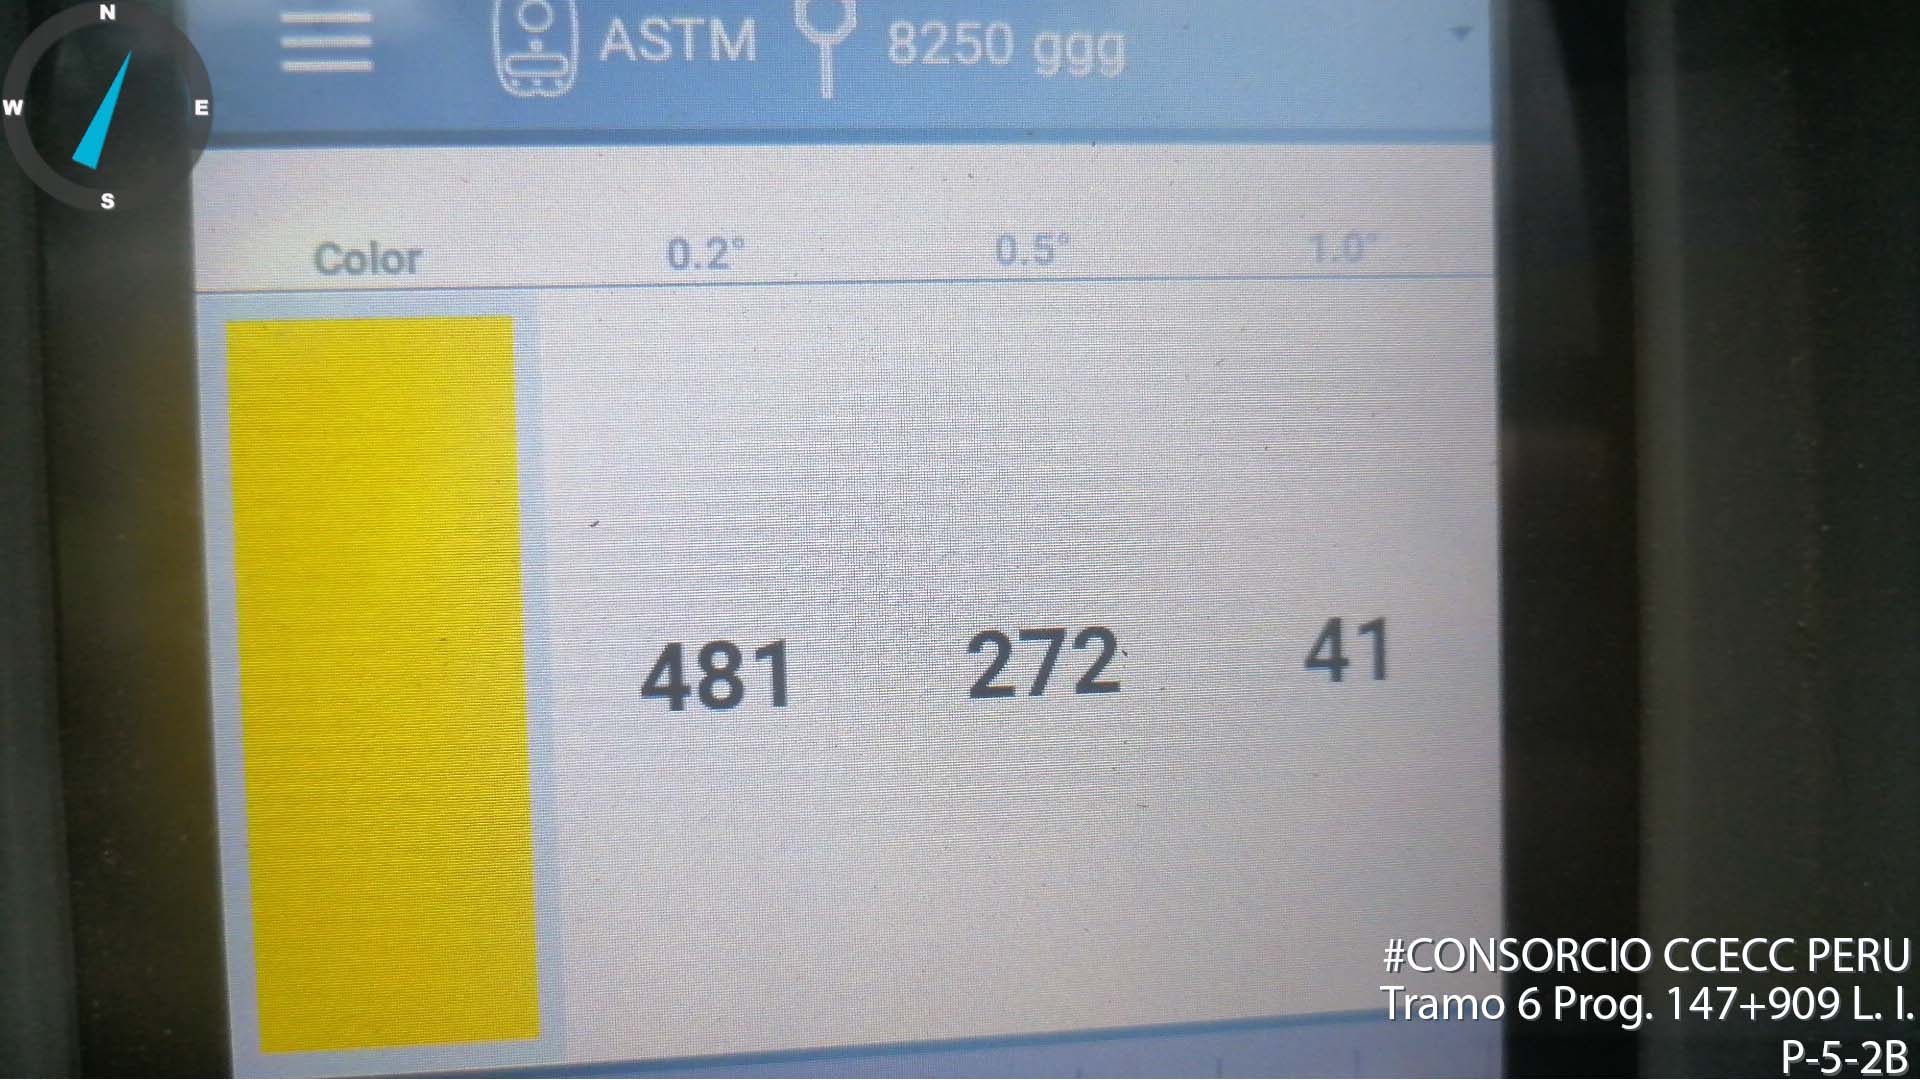 N
W
E
S
ASTM 8250 ggg
Color 0.2° 0.5° 1.0°
481 272 41
#CONSORCIO CCECC PERU
Tramo 6 Prog. 147+909 L. I.
P-5-2B